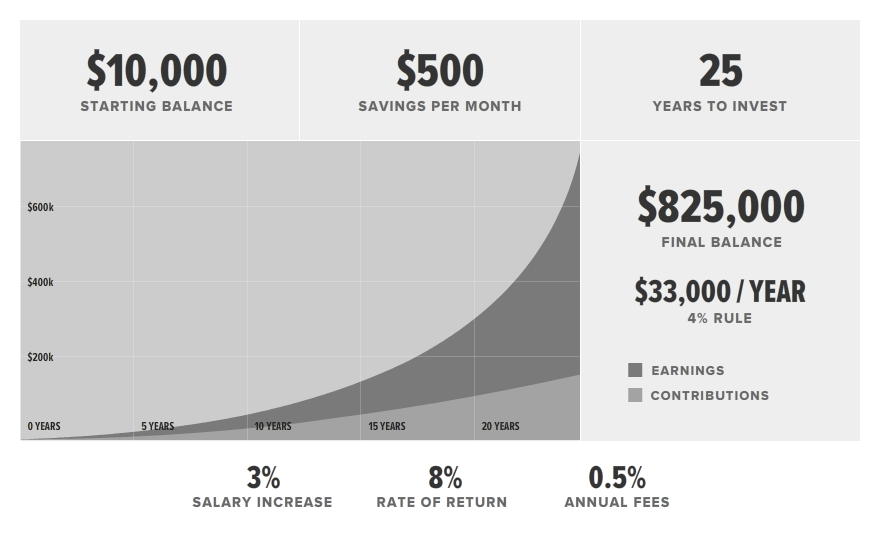 $10,000
STARTING BALANCE
$500
SAVINGS PER MONTH
25
YEARS TO INVEST
$600k
$400k
$200k
0 YEARS
5 YEARS
10 YEARS
15 YEARS
20 YEARS
$825,000
FINAL BALANCE
$33,000 / YEAR
4% RULE
EARNINGS
CONTRIBUTIONS
3%
SALARY INCREASE
8%
RATE OF RETURN
0.5%
ANNUAL FEES